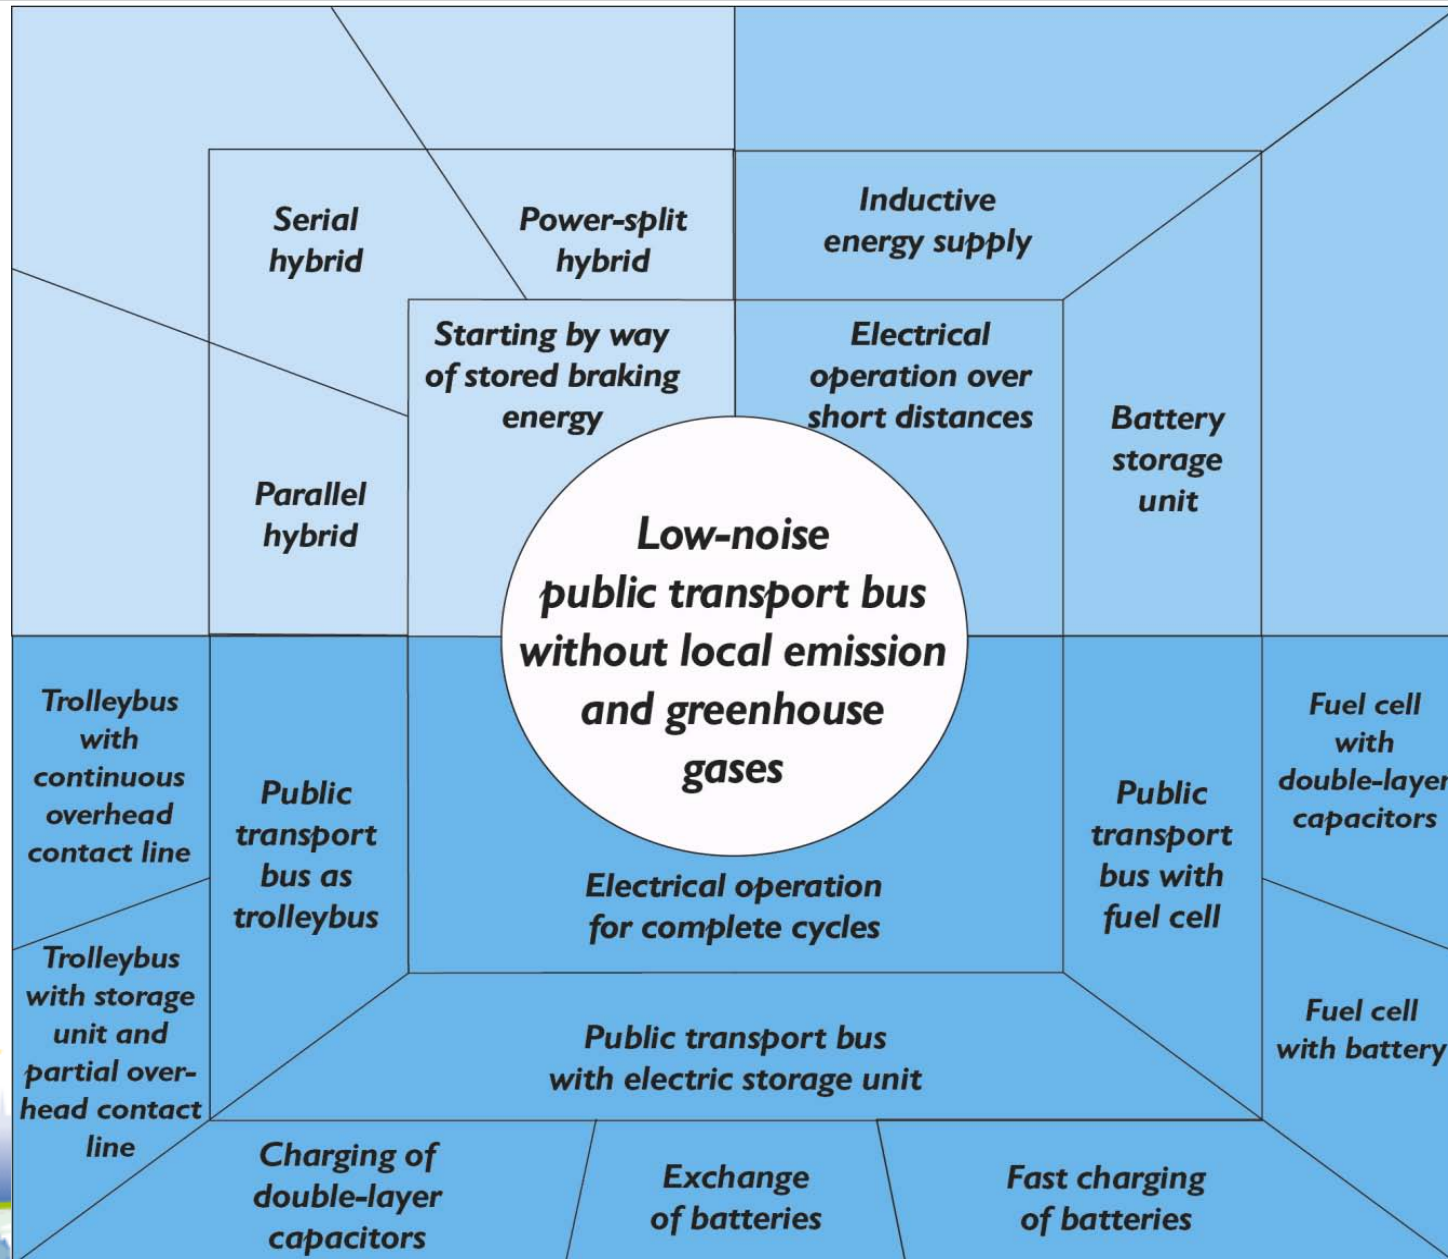 Serial
hybrid
Power-split
hybrid
Inductive
energy supply
Starting by way
of stored braking
energy
Electrical
operation over
short distances
Battery
storage
unit
Parallel
hybrid
Low-noise
public transport bus
without local emission
and greenhouse
gases
Trolleybus
with
continuous
overhead
contact line
Public
transport
bus as
trolleybus
Electrical operation
for complete cycles
Public
transport
bus with
fuel cell
Fuel cell
with
double-layer
capacitors
Trolleybus
with storage
unit and
partial over-
head contact
line
Public transport bus
with electric storage unit
Fuel cell
with battery
Charging of
double-layer
capacitors
Exchange
of batteries
Fast charging
of batteries